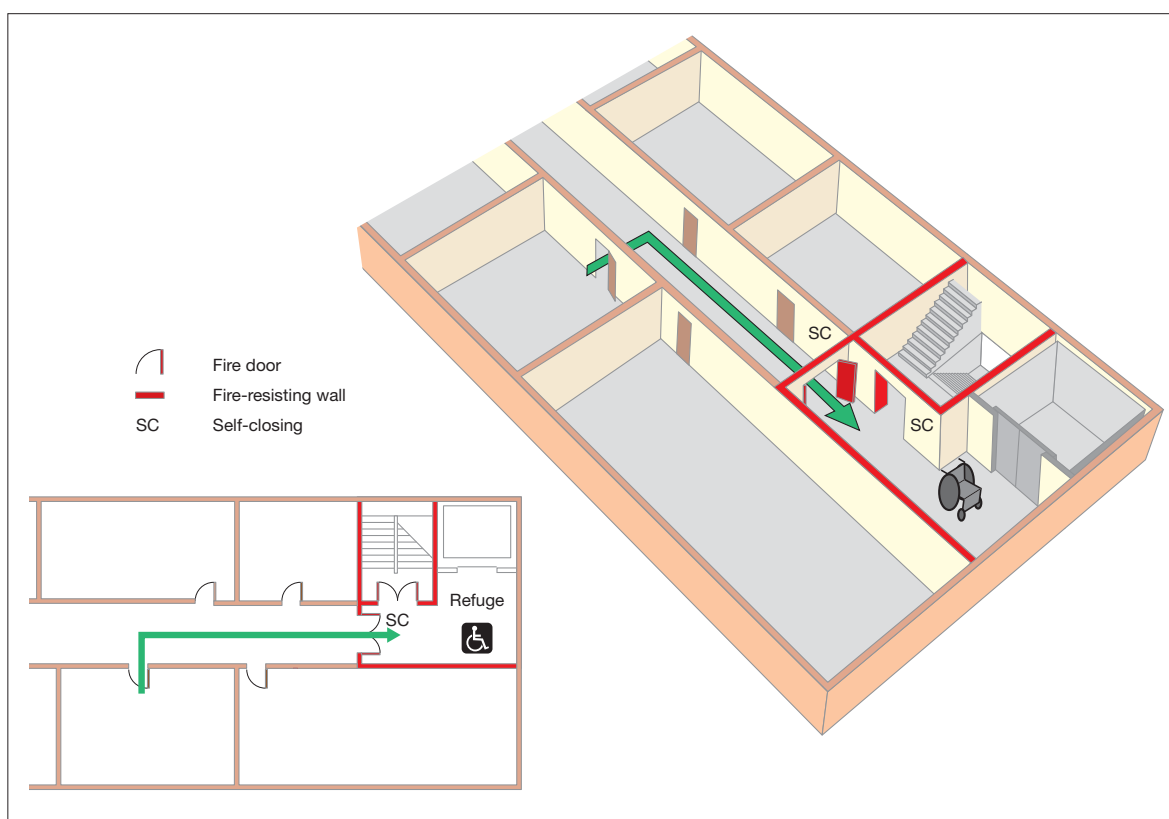 SC
SC
Fire door
Fire-resisting wall
SC Self-closing
Refuge
SC